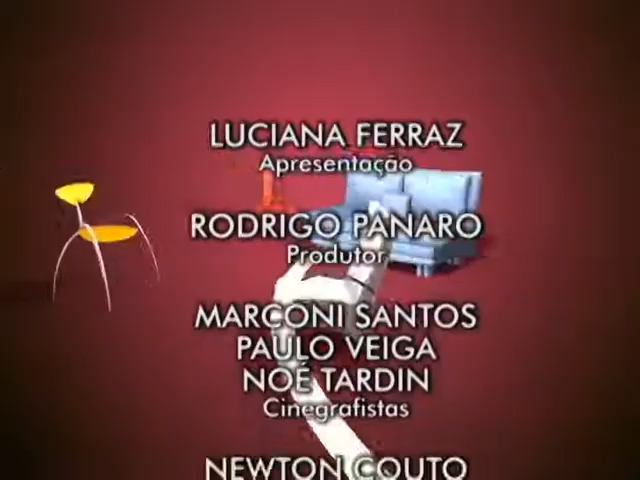 LUCIANA FERRAZ
Apresentação
RODRIGO PANARO
Produtor
MARCONI SANTOS
PAULO VEIGA
NOÉ TARDIN
Cinegrafistas
NEWTON COUTO